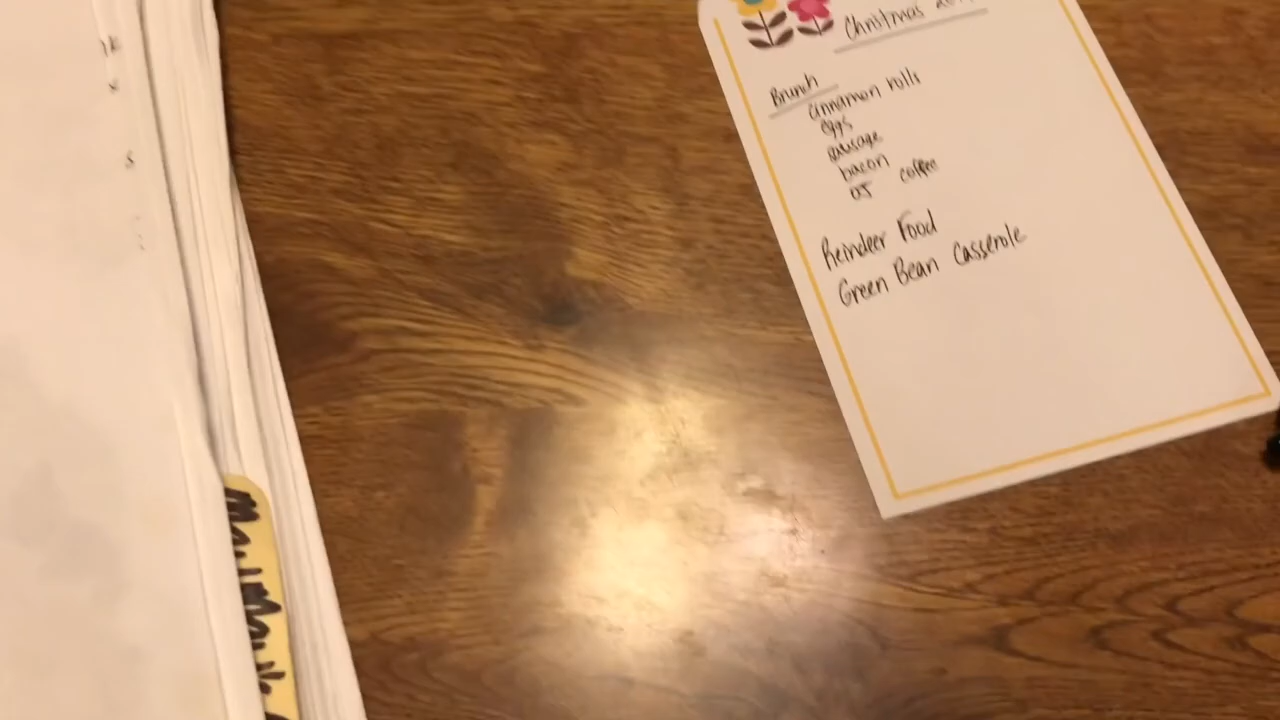 Christmas
Brunch
cinnamon rolls
eggs
sausage
bacon
OJ coffee
Reindeer Food
Green Bean Casserole